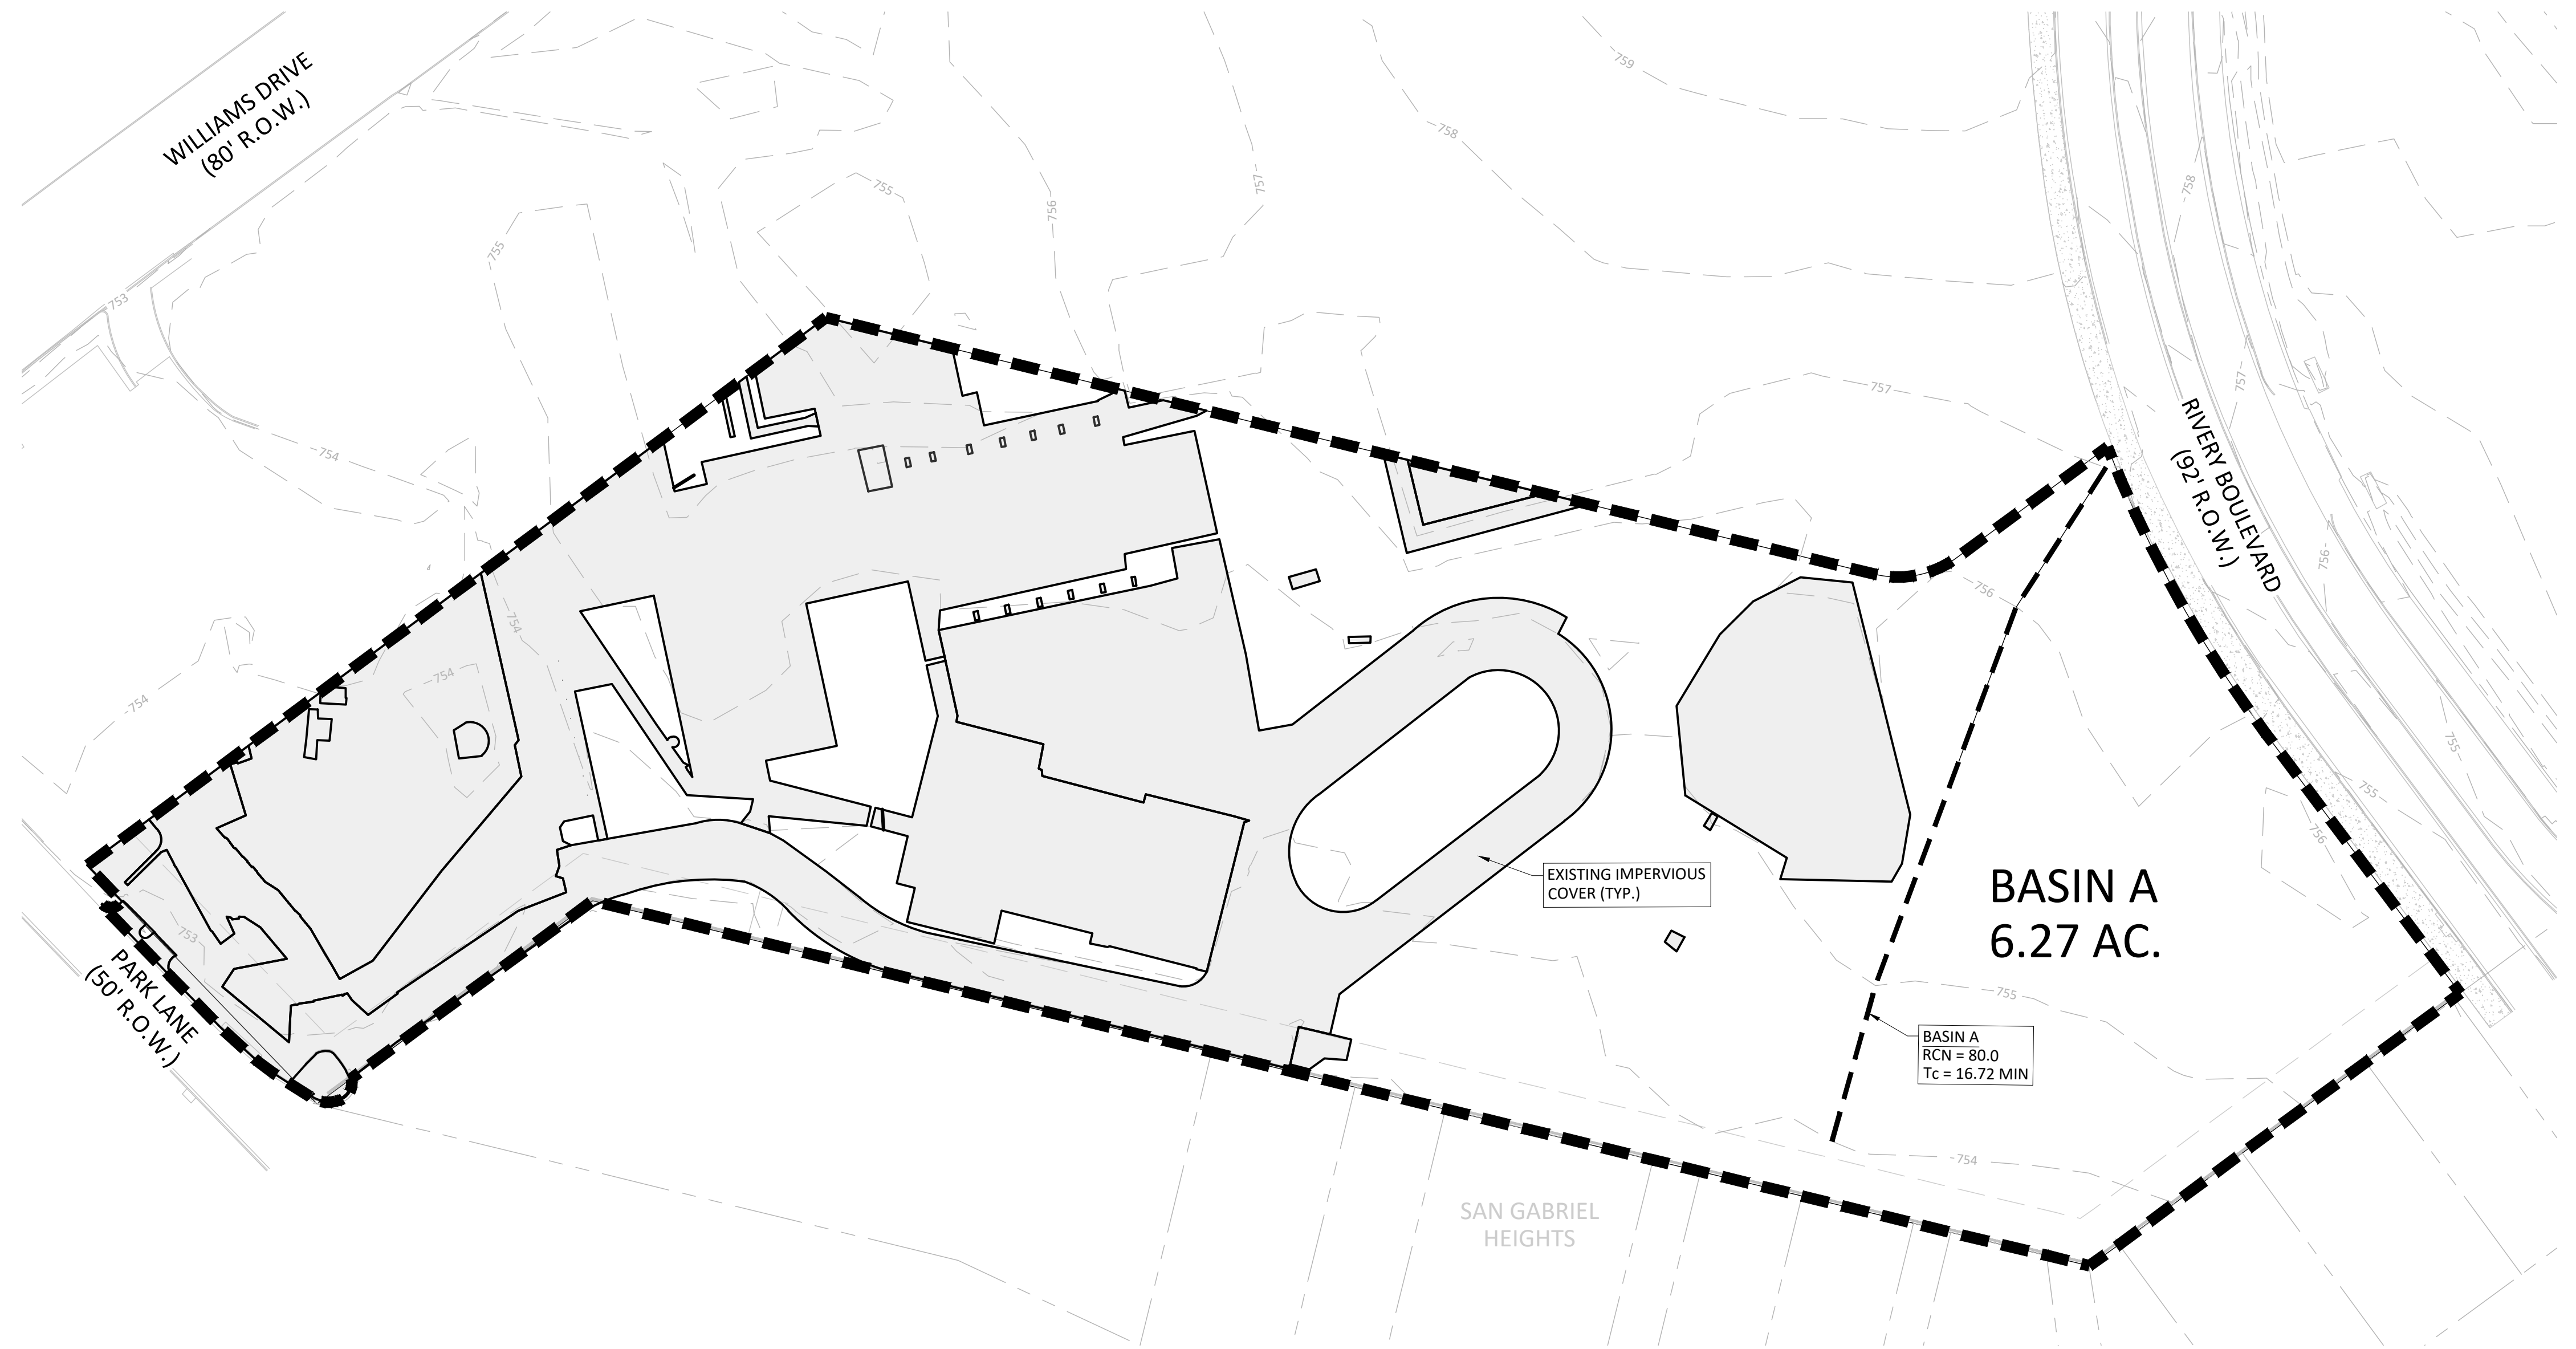 WILLIAMS DRIVE
(80' R.O.W.)
759
758
757
756
755
755
758
753
757
757
RIVERY BOULEVARD
(92' R.O.W.)
754
756
756
754
754
754
755
755
756
EXISTING IMPERVIOUS
COVER (TYP.)
BASIN A
6.27 AC.
753
PARK LANE
(50' R.O.W.)
755
BASIN A
RCN = 80.0
Tc = 16.72 MIN
754
SAN GABRIEL
HEIGHTS